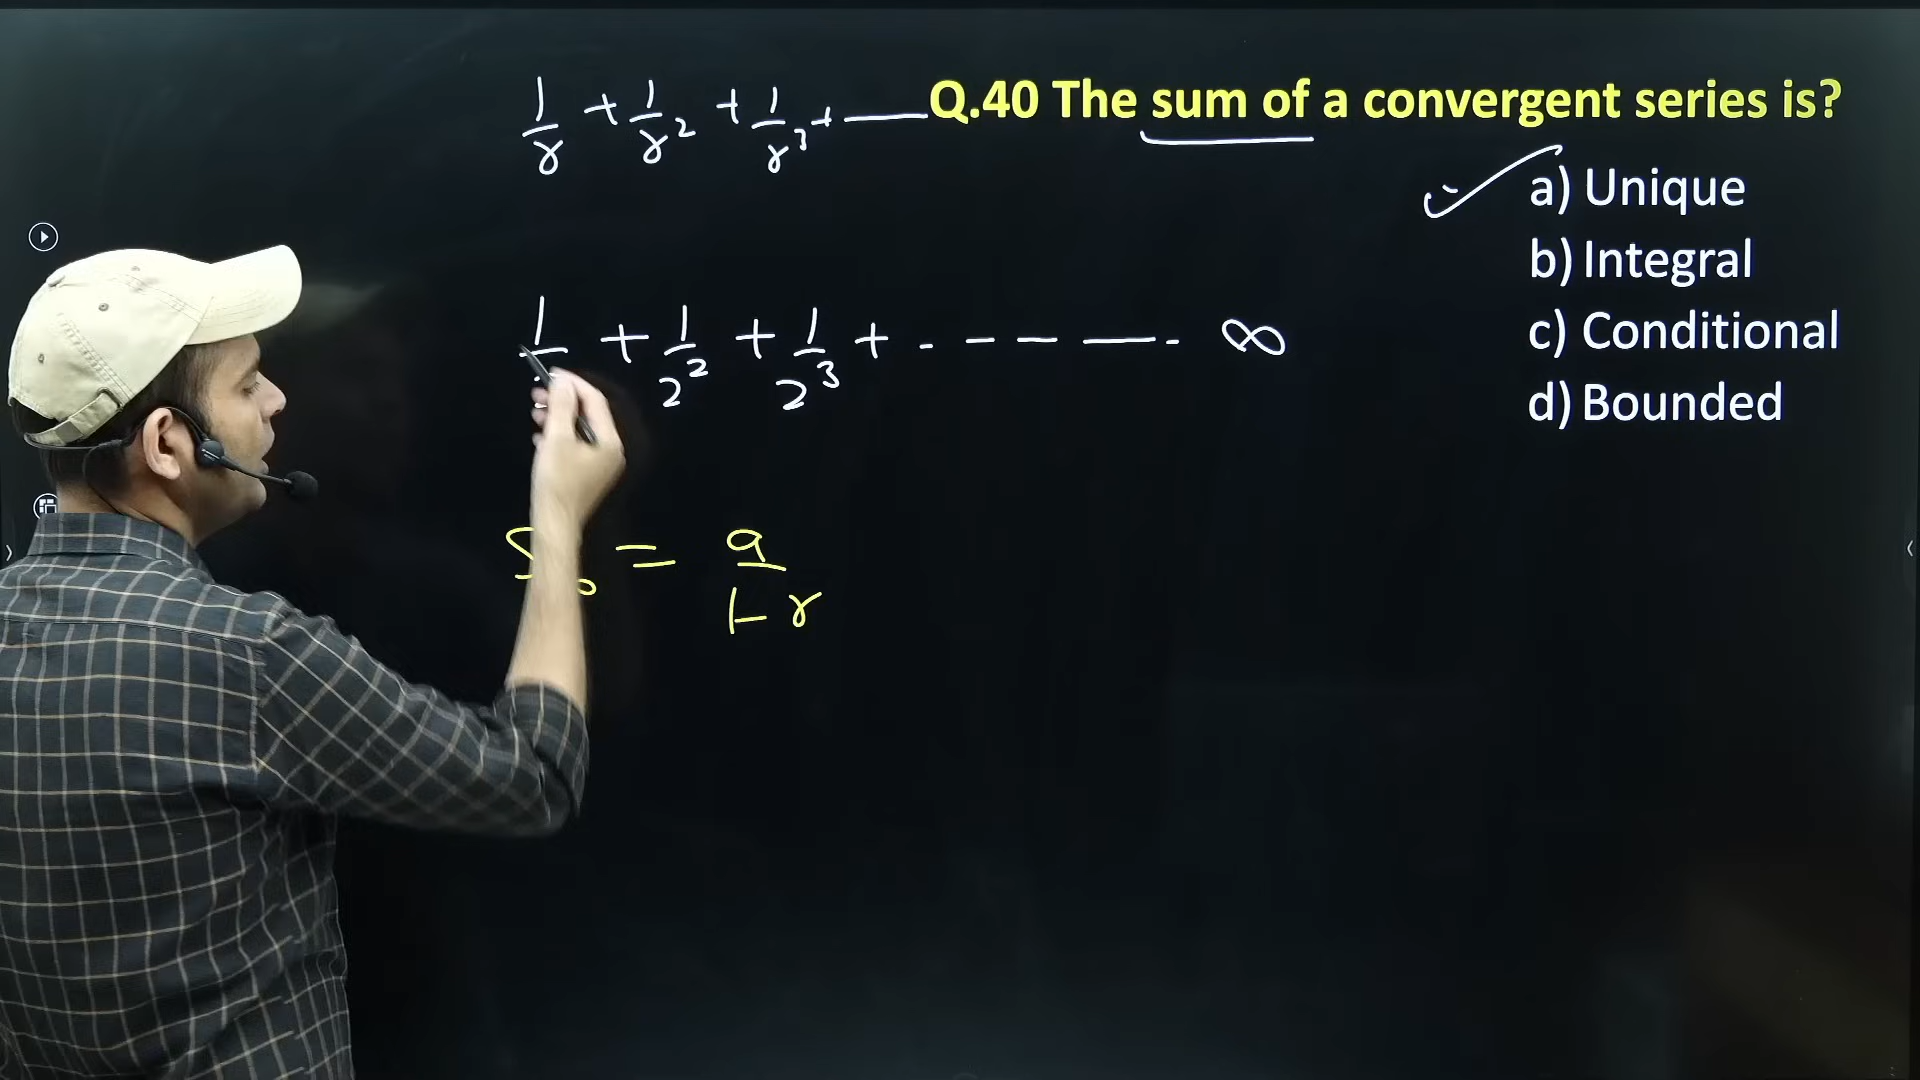 1/r + 1/r² + 1/r³ + —— Q.40 The sum of a convergent series is?
a) Unique
b) Integral
c) Conditional
d) Bounded
1/ + 1/2² + 1/2³ + - - - - - ∞
S = a/1-r